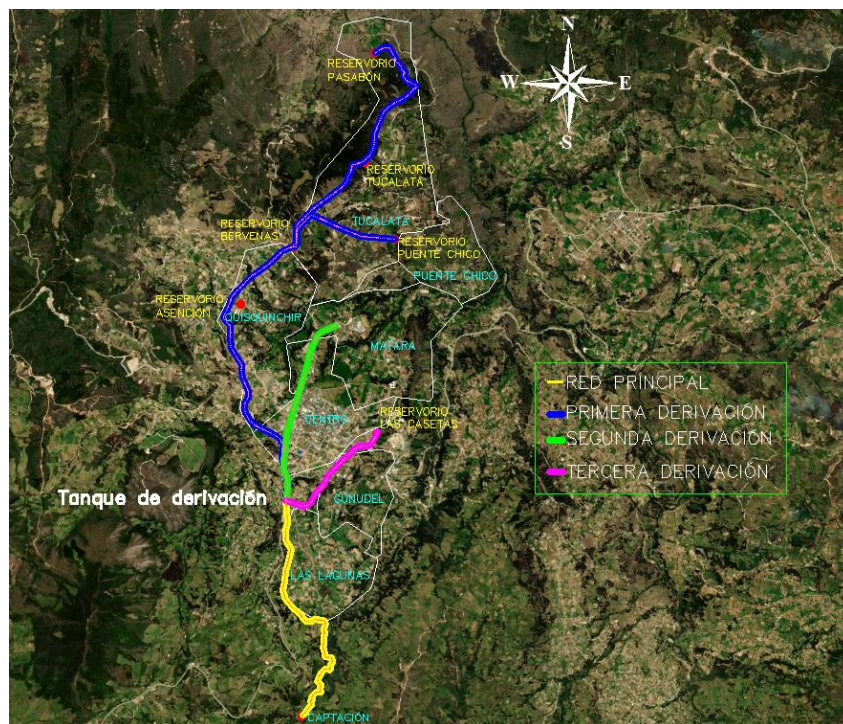 N
W
E
S
RESERVORIO
PASABÓN
RESERVORIO
TUCALATA
TUCALATA
RESERVORIO
BERVENAS
RESERVORIO
PUENTE CHICO
PUENTE CHICO
RESERVORIO
ASENCIÓN
QUISQUINCHIR
MATARA
RED PRINCIPAL
PRIMERA DERIVACIÓN
SEGUNDA DERIVACIÓN
TERCERA DERIVACIÓN
CENTRO
RESERVORIO
LAS CASETAS
Tanque de derivación
GUNUDEL
LAS LAGUNAS
CAPTACIÓN